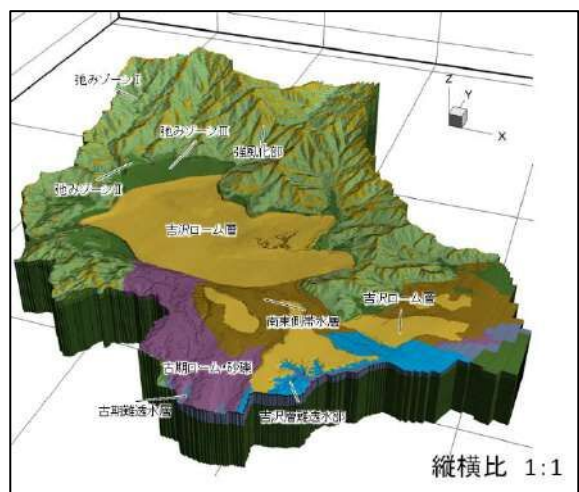 弛みゾーンⅠ
弛みゾーンⅢ
強風化部
弛みゾーンⅡ
吉沢ローム層
吉沢ローム層
南東側帯水層
古期ローム・砂礫
古期難透水層
吉沢層難透水部
Z
Y
X
縦横比 1:1